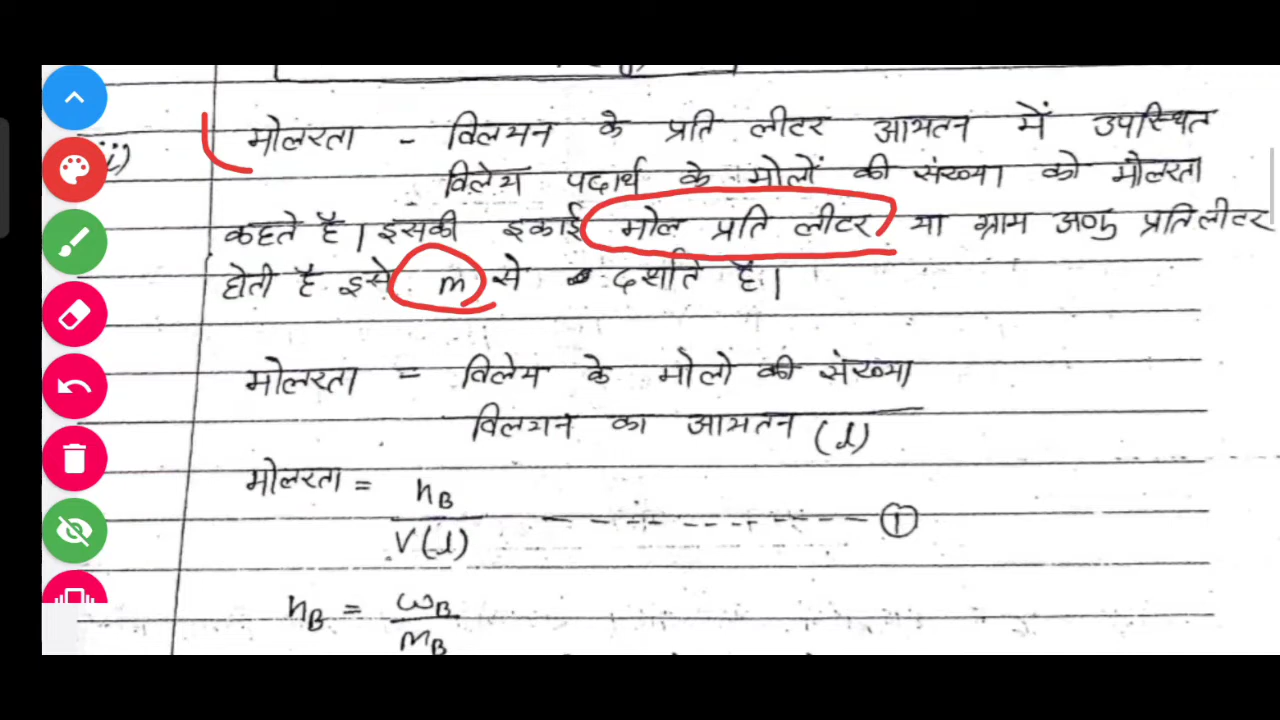 ii) मोलरता - विलयन के प्रति लीटर आयतन में उपस्थित
विलेय पदार्थ के मोलों की संख्या को मोलरता
कहते है। इसकी इकाई मोल प्रति लीटर या ग्राम अणु प्रतिलीटर
होती है इसे m से दर्शाते है।
मोलरता = विलेय के मोलो की संख्या
विलयन का आयतन (l)
मोलरता = nB
V(l) ①
nB = wB
mB